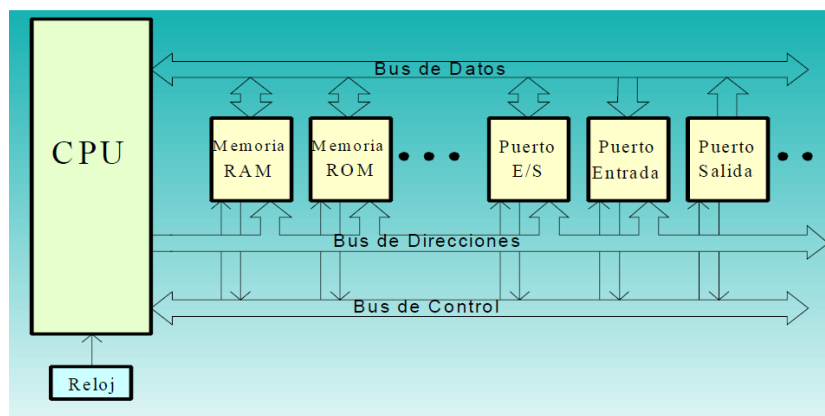 Bus de Datos
CPU
Memoria
RAM
Memoria
ROM
Puerto
E/S
Puerto
Entrada
Puerto
Salida
Bus de Direcciones
Bus de Control
Reloj